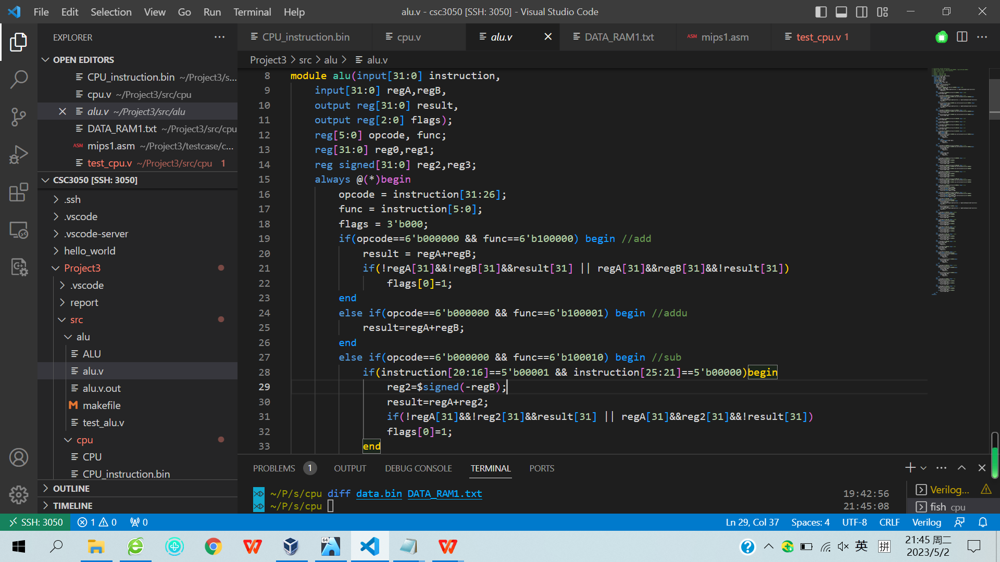 File Edit Selection View Go Run Terminal Help
alu.v - csc3050 [SSH: 3050] - Visual Studio Code
EXPLORER
OPEN EDITORS
CPU_instruction.bin ~/Project3/s...
cpu.v ~/Project3/src/cpu
alu.v ~/Project3/src/alu
DATA_RAM1.txt ~/Project3/src/cpu
ASM mips1.asm ~/Project3/testcase/c...
test_cpu.v ~/Project3/src/cpu 1
CSC3050 [SSH: 3050]
.ssh
.vscode
.vscode-server
hello_world
Project3
.vscode
report
src
alu
ALU
alu.v
alu.v.out
makefile
test_alu.v
cpu
CPU
CPU_instruction.bin
OUTLINE
TIMELINE
CPU_instruction.bin cpu.v alu.v DATA_RAM1.txt ASM mips1.asm test_cpu.v 1
Project3 > src > alu > alu.v
8 module alu(input[31:0] instruction,
9 input[31:0] regA,regB,
10 output reg[31:0] result,
11 output reg[2:0] flags);
12 reg[5:0] opcode, func;
13 reg[31:0] reg0,reg1;
14 reg signed[31:0] reg2,reg3;
15 always @(*)begin
16 opcode = instruction[31:26];
17 func = instruction[5:0];
18 flags = 3'b000;
19 if(opcode==6'b000000 && func==6'b100000) begin //add
20 result = regA+regB;
21 if(!regA[31]&&!regB[31]&&result[31] || regA[31]&&regB[31]&&!result[31])
22 flags[0]=1;
23 end
24 else if(opcode==6'b000000 && func==6'b100001) begin //addu
25 result=regA+regB;
26 end
27 else if(opcode==6'b000000 && func==6'b100010) begin //sub
28 if(instruction[20:16]==5'b00001 && instruction[25:21]==5'b00000)begin
29 reg2=$signed(-regB);
30 result=regA+reg2;
31 if(!regA[31]&&!reg2[31]&&result[31] || regA[31]&&reg2[31]&&!result[31])
32 flags[0]=1;
33 end
PROBLEMS 1 OUTPUT DEBUG CONSOLE TERMINAL PORTS
~/P/s/cpu diff data.bin DATA_RAM1.txt 19:42:56
~/P/s/cpu 21:45:08
Verilog...
fish cpu
SSH: 3050 1 0 0 Ln 29, Col 37 Spaces: 4 UTF-8 CRLF Verilog
64
英
拼
21:45 周二
2023/5/2